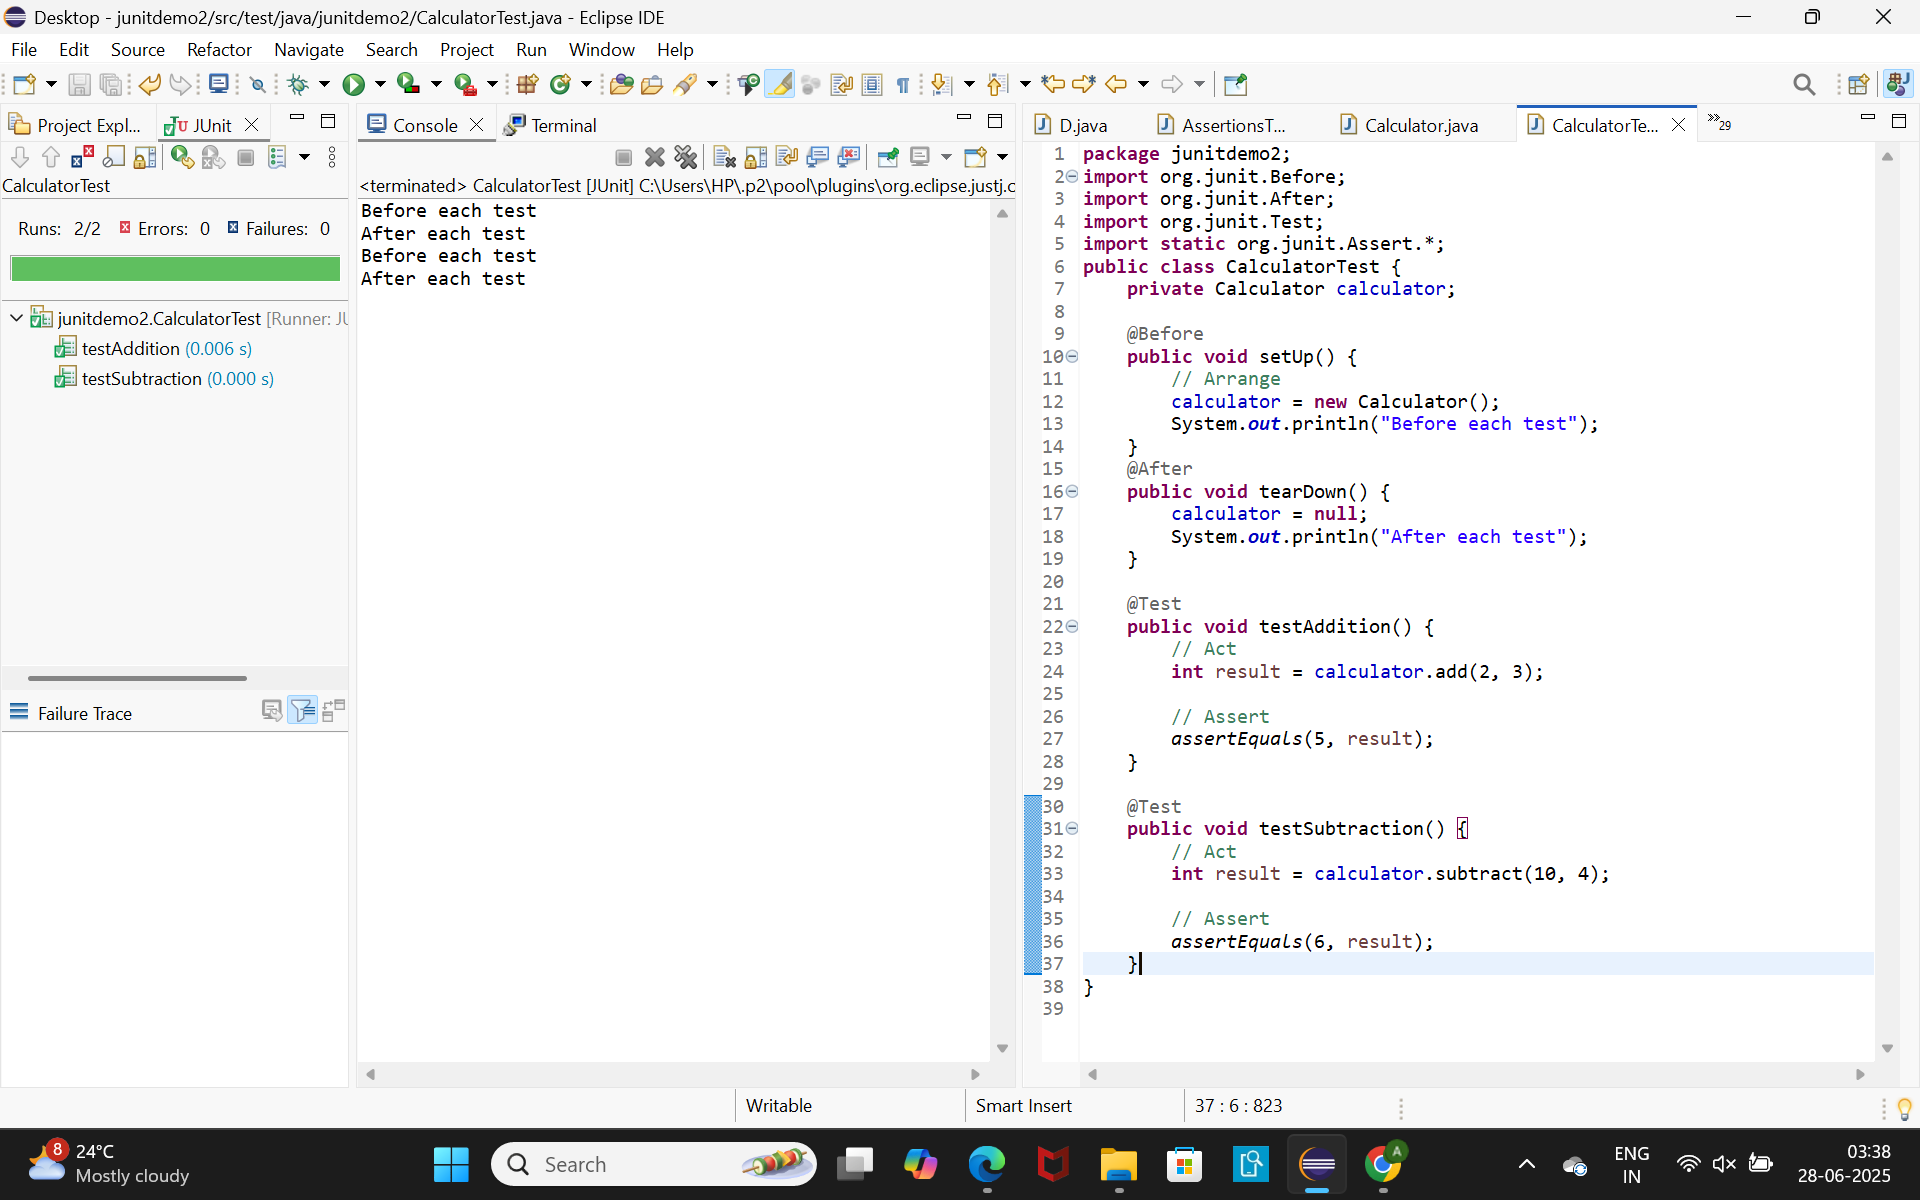 Desktop - junitdemo2/src/test/java/junitdemo2/CalculatorTest.java - Eclipse IDE
File Edit Source Refactor Navigate Search Project Run Window Help
Project Expl... JUnit
CalculatorTest
Runs: 2/2 Errors: 0 Failures: 0
junitdemo2.CalculatorTest [Runner: JU
testAddition (0.006 s)
testSubtraction (0.000 s)
Failure Trace
Console Terminal
<terminated> CalculatorTest [JUnit] C:\Users\HP\.p2\pool\plugins\org.eclipse.justj.o
Before each test
After each test
Before each test
After each test
D.java AssertionsT... Calculator.java CalculatorTe... »29
1 package junitdemo2;
2 import org.junit.Before;
3 import org.junit.After;
4 import org.junit.Test;
5 import static org.junit.Assert.*;
6 public class CalculatorTest {
7     private Calculator calculator;
8
9     @Before
10     public void setUp() {
11         // Arrange
12         calculator = new Calculator();
13         System.out.println("Before each test");
14     }
15     @After
16     public void tearDown() {
17         calculator = null;
18         System.out.println("After each test");
19     }
20
21     @Test
22     public void testAddition() {
23         // Act
24         int result = calculator.add(2, 3);
25
26         // Assert
27         assertEquals(5, result);
28     }
29
30     @Test
31     public void testSubtraction() {
32         // Act
33         int result = calculator.subtract(10, 4);
34
35         // Assert
36         assertEquals(6, result);
37     }
38 }
39
Writable Smart Insert 37 : 6 : 823
8
24°C
Mostly cloudy
Search
A
ENG
IN
03:38
28-06-2025